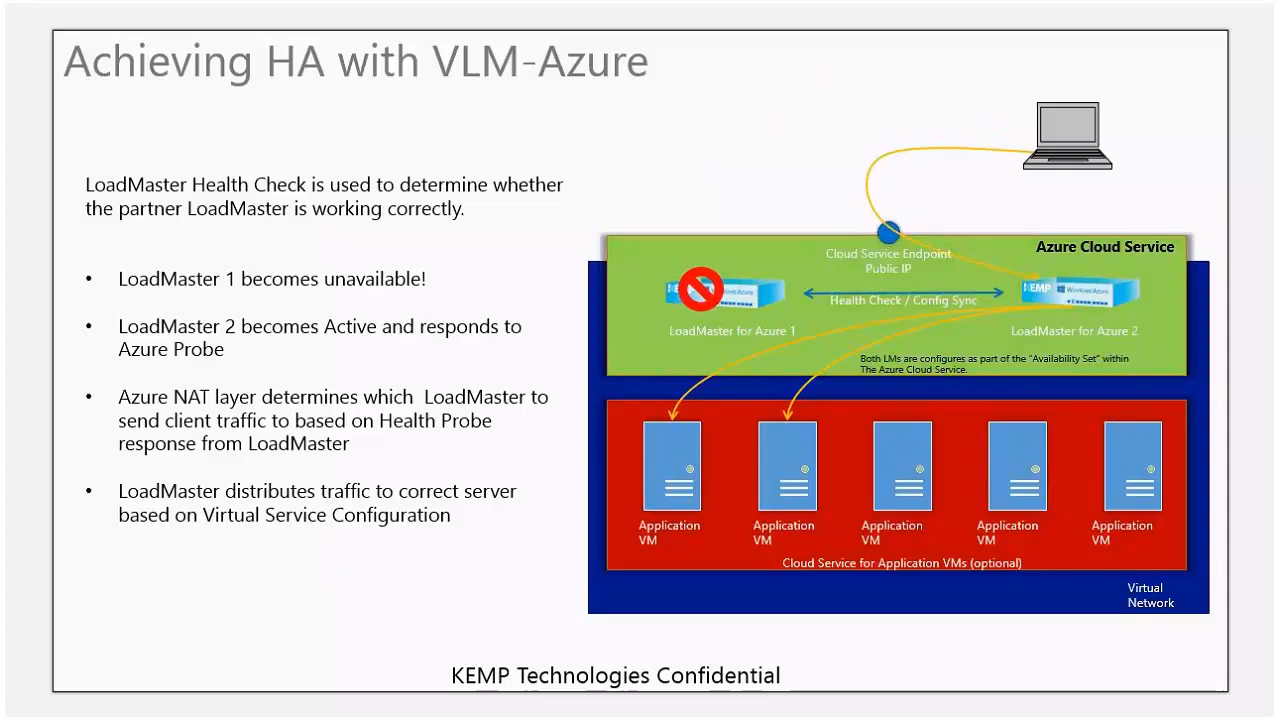 Achieving HA with VLM-Azure
LoadMaster Health Check is used to determine whether
the partner LoadMaster is working correctly.
• LoadMaster 1 becomes unavailable!
• LoadMaster 2 becomes Active and responds to
Azure Probe
• Azure NAT layer determines which LoadMaster to
send client traffic to based on Health Probe
response from LoadMaster
• LoadMaster distributes traffic to correct server
based on Virtual Service Configuration
Azure Cloud Service
Cloud Service Endpoint
Public IP
KEMP WindowsAzure
Health Check / Config Sync
LoadMaster for Azure 1
LoadMaster for Azure 2
Both LMs are configures as part of the "Availability Set" within
The Azure Cloud Service.
Application
VM
Application
VM
Application
VM
Application
VM
Application
VM
Cloud Service for Application VMs (optional)
Virtual
Network
KEMP Technologies Confidential